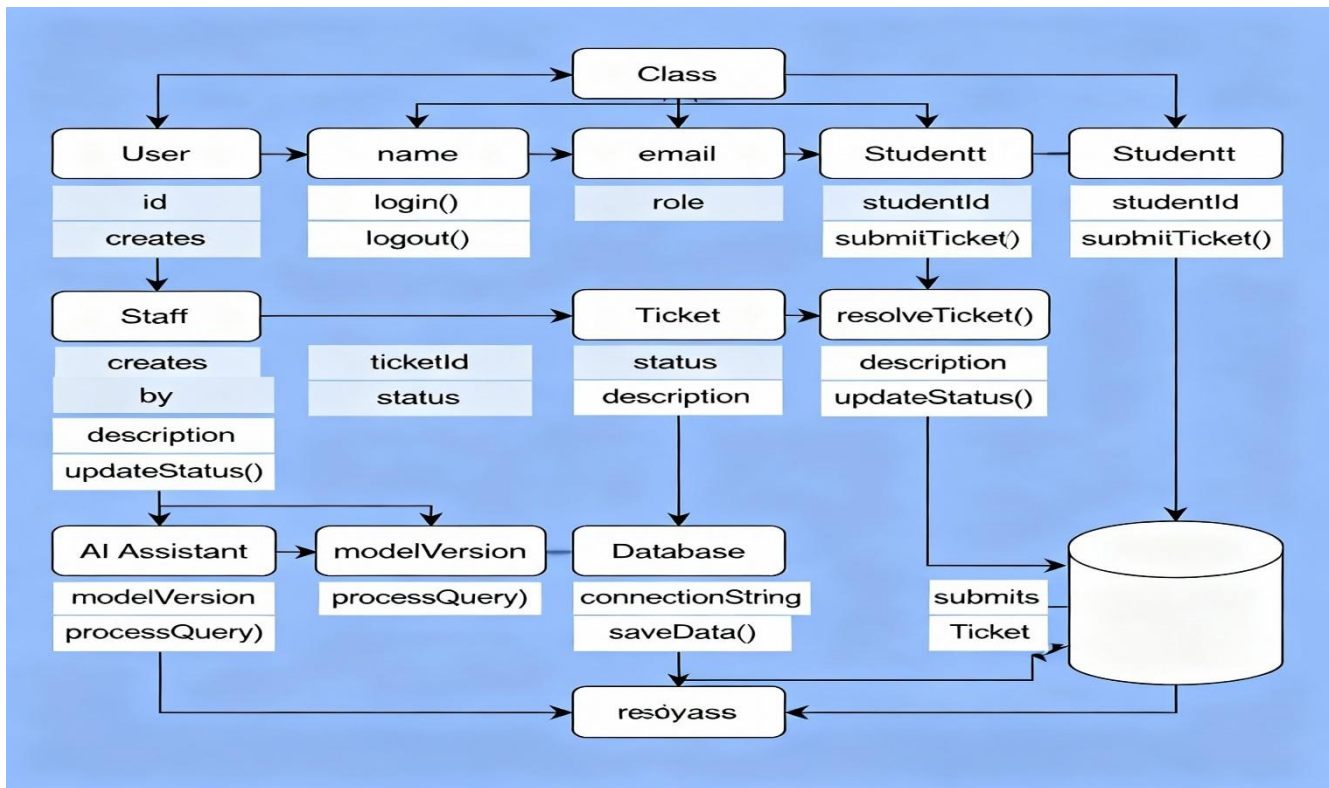 Class
User
name
email
Studentt
Studentt
id
login()
role
studentId
studentId
creates
logout()
submitTicket()
submitTicket()
Staff
Ticket
resolveTicket()
creates
ticketId
status
description
by
status
description
updateStatus()
description
updateStatus()
AI Assistant
modelVersion
Database
modelVersion
processQuery)
connectionString
submits
processQuery)
saveData()
Ticket